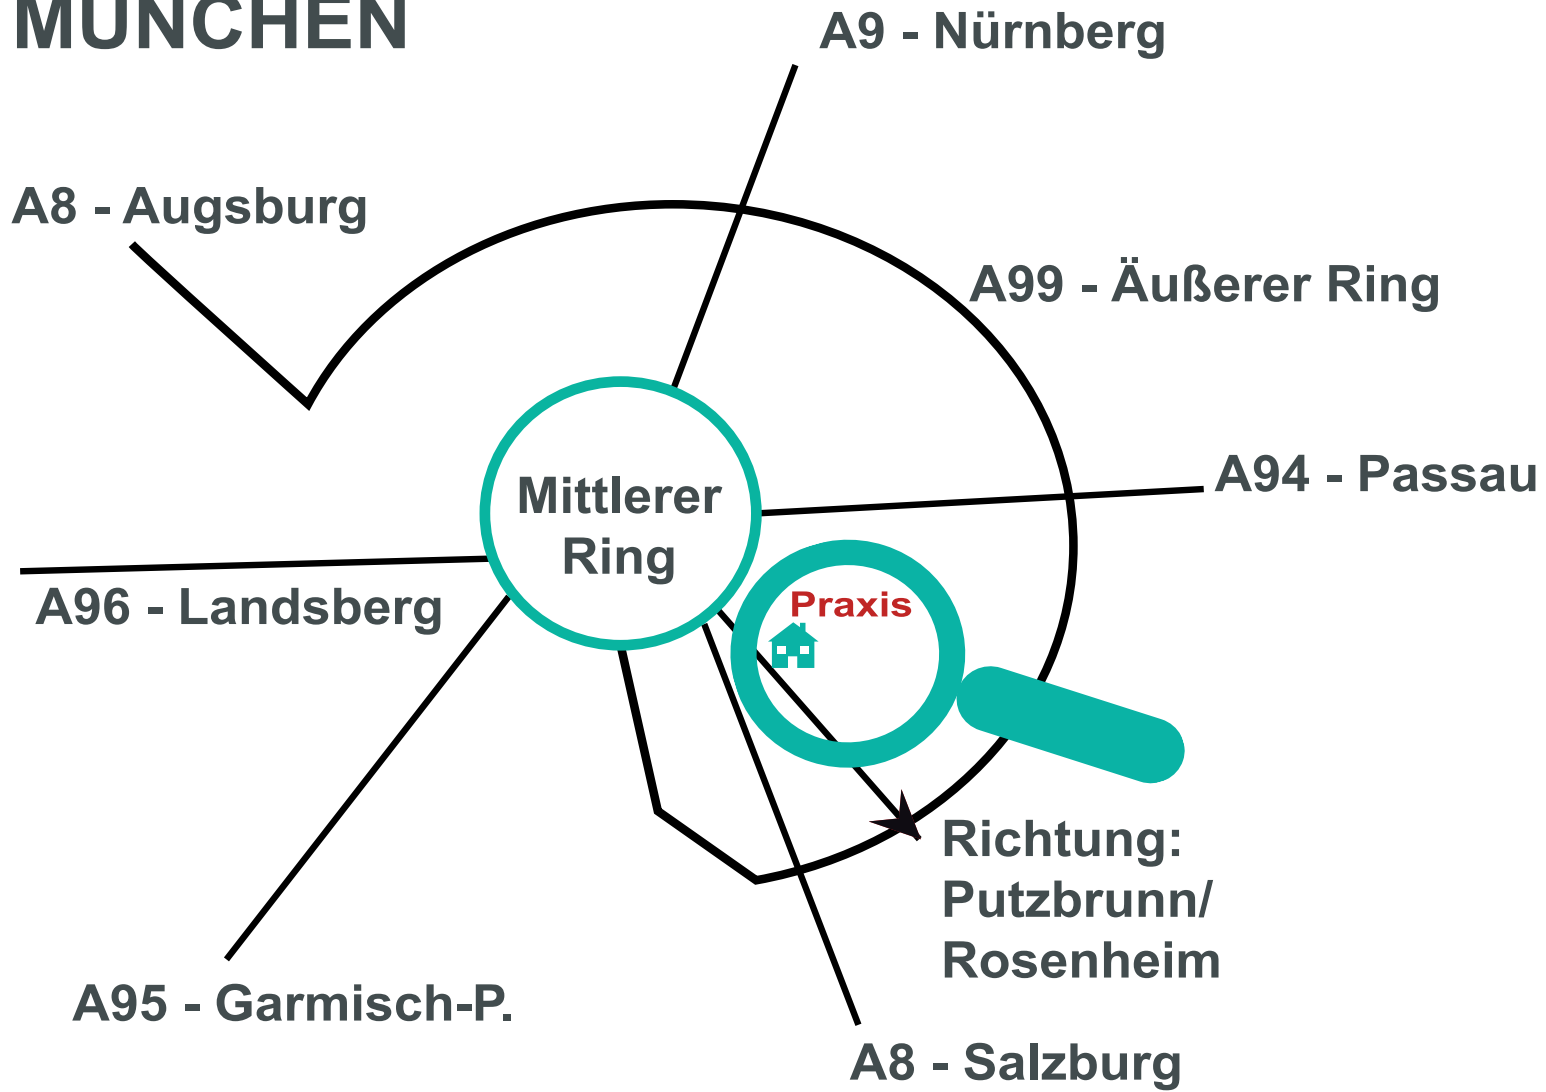 MÜNCHEN
A9 - Nürnberg
A8 - Augsburg
A99 - Äußerer Ring
A94 - Passau
Mittlerer
Ring
Praxis
A96 - Landsberg
Richtung:
Putzbrunn/
Rosenheim
A95 - Garmisch-P.
A8 - Salzburg